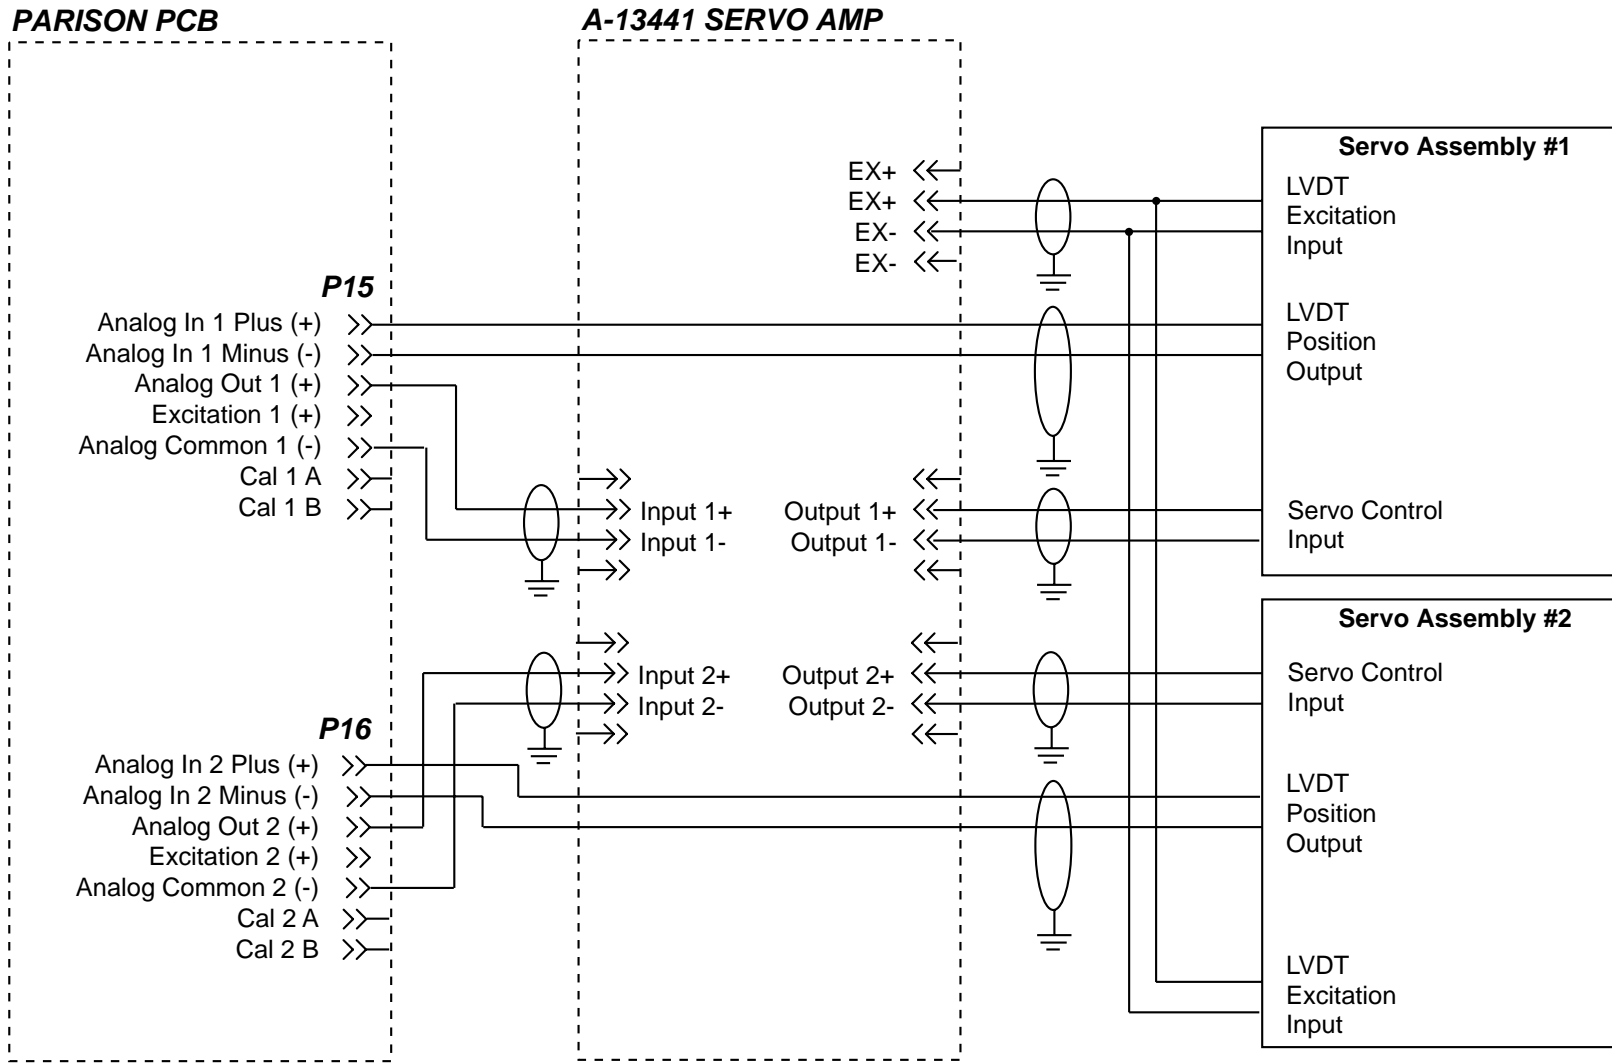 PARISON PCB
A-13441 SERVO AMP
Servo Assembly #1
EX+
EX+
EX-
EX-
LVDT
Excitation
Input
P15
Analog In 1 Plus (+)
Analog In 1 Minus (-)
Analog Out 1 (+)
Excitation 1 (+)
Analog Common 1 (-)
Cal 1 A
Cal 1 B
LVDT
Position
Output
Input 1+
Input 1-
Output 1+
Output 1-
Servo Control
Input
Servo Assembly #2
Input 2+
Input 2-
Output 2+
Output 2-
Servo Control
Input
P16
Analog In 2 Plus (+)
Analog In 2 Minus (-)
Analog Out 2 (+)
Excitation 2 (+)
Analog Common 2 (-)
Cal 2 A
Cal 2 B
LVDT
Position
Output
LVDT
Excitation
Input